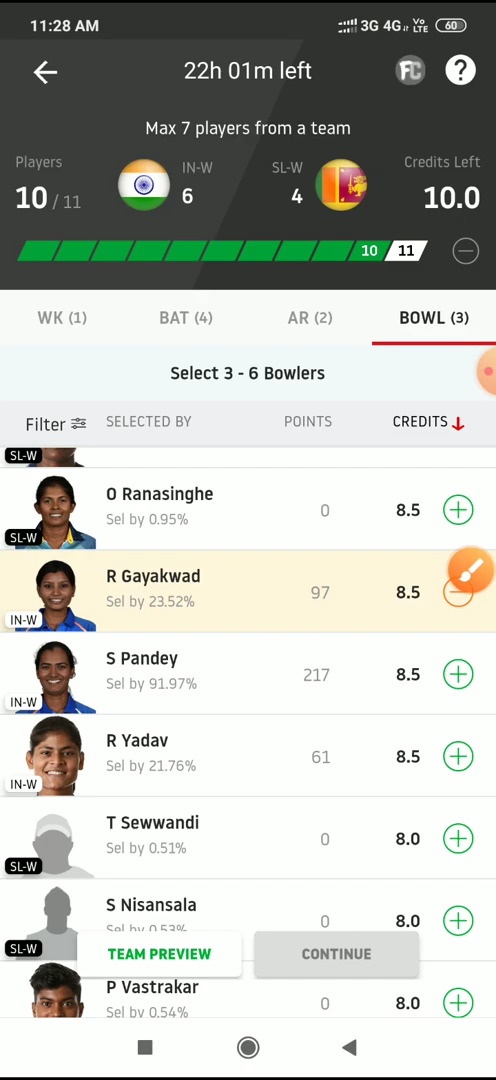 11:28 AM
3G 4G Vo LTE 60
22h 01m left
FC ?
Max 7 players from a team
Players
10 / 11
IN-W
6
SL-W
4
Credits Left
10.0
10 11
WK (1) BAT (4) AR (2) BOWL (3)
Select 3 - 6 Bowlers
Filter SELECTED BY POINTS CREDITS
SL-W
O Ranasinghe
Sel by 0.95%
0 8.5
SL-W
R Gayakwad
Sel by 23.52%
97 8.5
IN-W
S Pandey
Sel by 91.97%
217 8.5
IN-W
R Yadav
Sel by 21.76%
61 8.5
IN-W
T Sewwandi
Sel by 0.51%
0 8.0
SL-W
S Nisansala
Sel by 0.53%
0 8.0
SL-W
TEAM PREVIEW CONTINUE
P Vastrakar
Sel by 0.54%
0 8.0